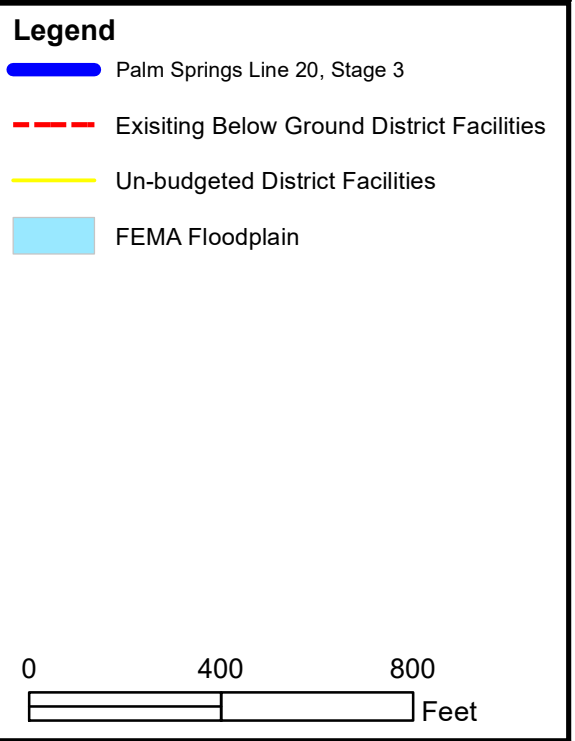 Legend
Palm Springs Line 20, Stage 3
Exisiting Below Ground District Facilities
Un-budgeted District Facilities
FEMA Floodplain
0 400 800
Feet